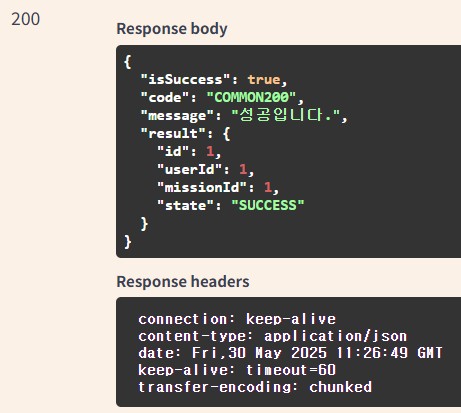 200
Response body
{
"isSuccess": true,
"code": "COMMON200",
"message": "성공입니다.",
"result": {
"id": 1,
"userId": 1,
"missionId": 1,
"state": "SUCCESS"
}
}
Response headers
connection: keep-alive
content-type: application/json
date: Fri,30 May 2025 11:26:49 GMT
keep-alive: timeout=60
transfer-encoding: chunked